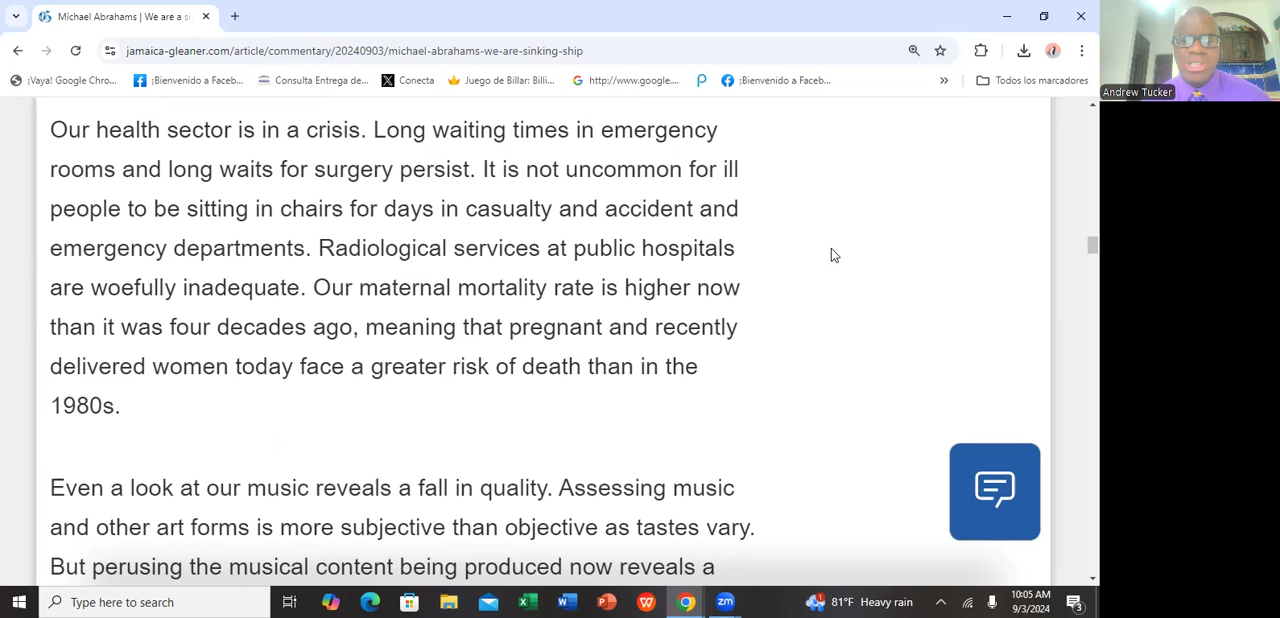 Michael Abrahams | We are a si
jamaica-gleaner.com/article/commentary/20240903/michael-abrahams-we-are-sinking-ship
¡Vaya! Google Chro... ¡Bienvenido a Faceb... Consulta Entrega de... Conecta Juego de Billar: Billi... http://www.google.... ¡Bienvenido a Faceb... » Todos los marcadores
Andrew Tucker
Our health sector is in a crisis. Long waiting times in emergency
rooms and long waits for surgery persist. It is not uncommon for ill
people to be sitting in chairs for days in casualty and accident and
emergency departments. Radiological services at public hospitals
are woefully inadequate. Our maternal mortality rate is higher now
than it was four decades ago, meaning that pregnant and recently
delivered women today face a greater risk of death than in the
1980s.
Even a look at our music reveals a fall in quality. Assessing music
and other art forms is more subjective than objective as tastes vary.
But perusing the musical content being produced now reveals a
Type here to search
zm
81°F Heavy rain
10:05 AM
9/3/2024
3